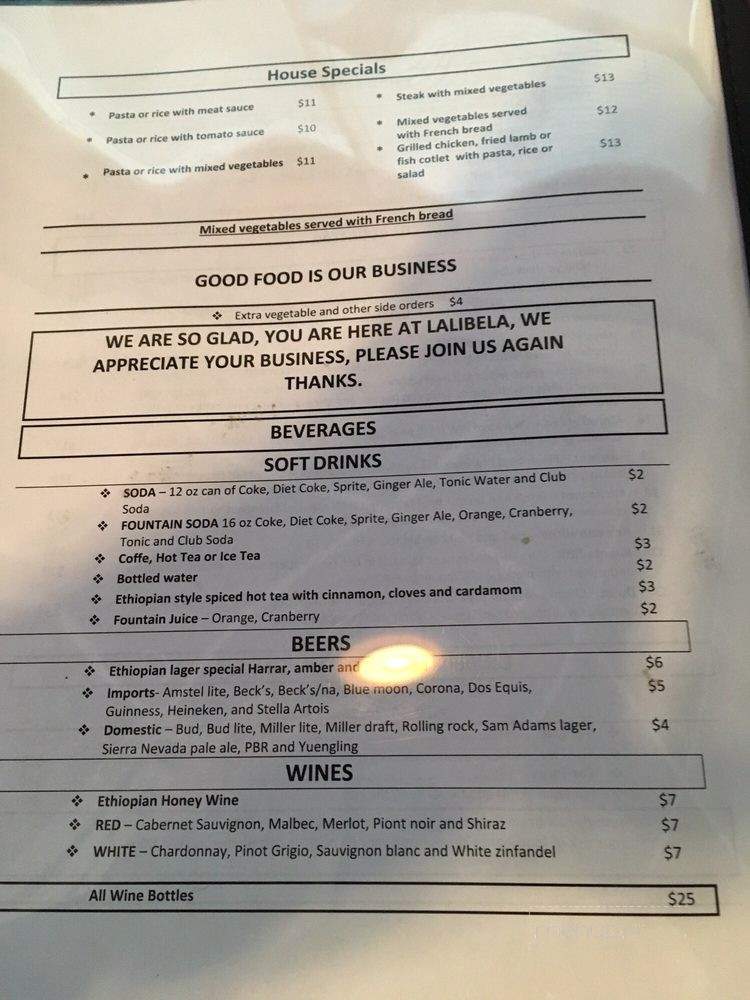 House Specials
* Pasta or rice with meat sauce $11
* Pasta or rice with tomato sauce $10
* Pasta or rice with mixed vegetables $11
* Steak with mixed vegetables $13
* Mixed vegetables served $12
with French bread
* Grilled chicken, fried lamb or $13
fish cotlet with pasta, rice or
salad
Mixed vegetables served with French bread
GOOD FOOD IS OUR BUSINESS
❖ Extra vegetable and other side orders $4
WE ARE SO GLAD, YOU ARE HERE AT LALIBELA, WE
APPRECIATE YOUR BUSINESS, PLEASE JOIN US AGAIN
THANKS.
BEVERAGES
SOFT DRINKS
❖ SODA – 12 oz can of Coke, Diet Coke, Sprite, Ginger Ale, Tonic Water and Club $2
Soda
❖ FOUNTAIN SODA 16 oz Coke, Diet Coke, Sprite, Ginger Ale, Orange, Cranberry, $2
Tonic and Club Soda
❖ Coffe, Hot Tea or Ice Tea $3
❖ Bottled water $2
❖ Ethiopian style spiced hot tea with cinnamon, cloves and cardamom $3
❖ Fountain Juice – Orange, Cranberry $2
BEERS
❖ Ethiopian lager special Harrar, amber and $6
❖ Imports- Amstel lite, Beck's, Beck's/na, Blue moon, Corona, Dos Equis, $5
Guinness, Heineken, and Stella Artois
❖ Domestic – Bud, Bud lite, Miller lite, Miller draft, Rolling rock, Sam Adams lager, $4
Sierra Nevada pale ale, PBR and Yuengling
WINES
❖ Ethiopian Honey Wine $7
❖ RED – Cabernet Sauvignon, Malbec, Merlot, Piont noir and Shiraz $7
❖ WHITE – Chardonnay, Pinot Grigio, Sauvignon blanc and White zinfandel $7
All Wine Bottles $25